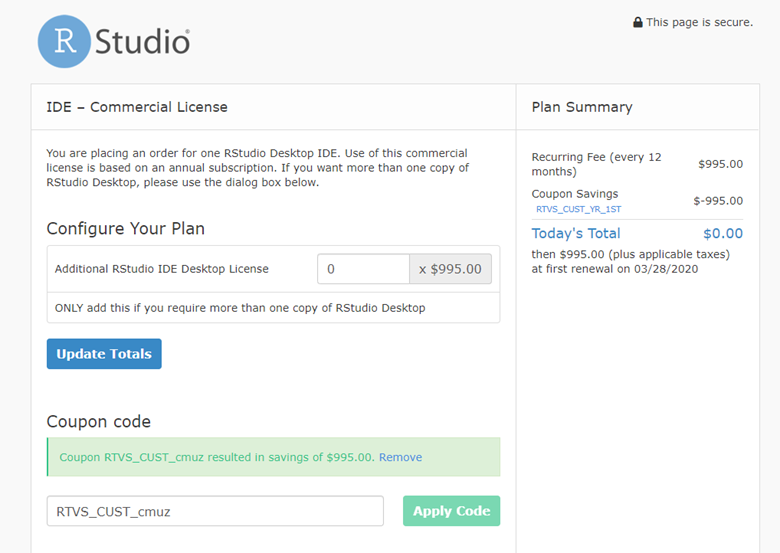 R Studio®
This page is secure.
IDE – Commercial License
You are placing an order for one RStudio Desktop IDE. Use of this commercial
license is based on an annual subscription. If you want more than one copy of
RStudio Desktop, please use the dialog box below.
Configure Your Plan
Additional RStudio IDE Desktop License
0
x $995.00
ONLY add this if you require more than one copy of RStudio Desktop
Update Totals
Coupon code
Coupon RTVS_CUST_cmuz resulted in savings of $995.00. Remove
RTVS_CUST_cmuz
Apply Code
Plan Summary
Recurring Fee (every 12
months)
$995.00
Coupon Savings
RTVS_CUST_YR_1ST
$-995.00
Today's Total
$0.00
then $995.00 (plus applicable taxes)
at first renewal on 03/28/2020